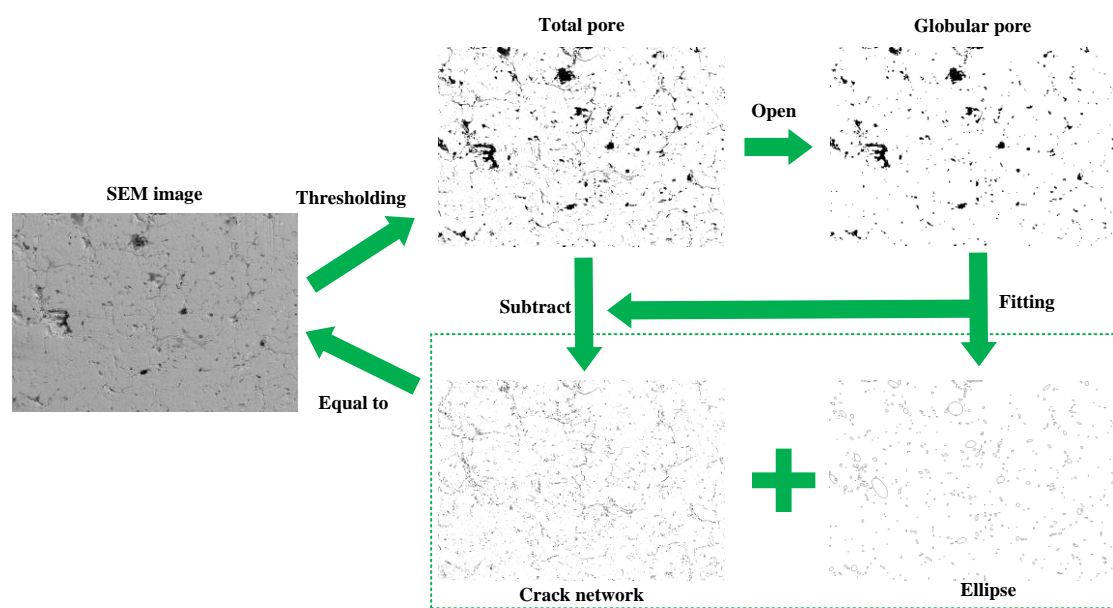 Total pore
Globular pore
Open
SEM image
Thresholding
Subtract
Fitting
Equal to
Crack network
Ellipse